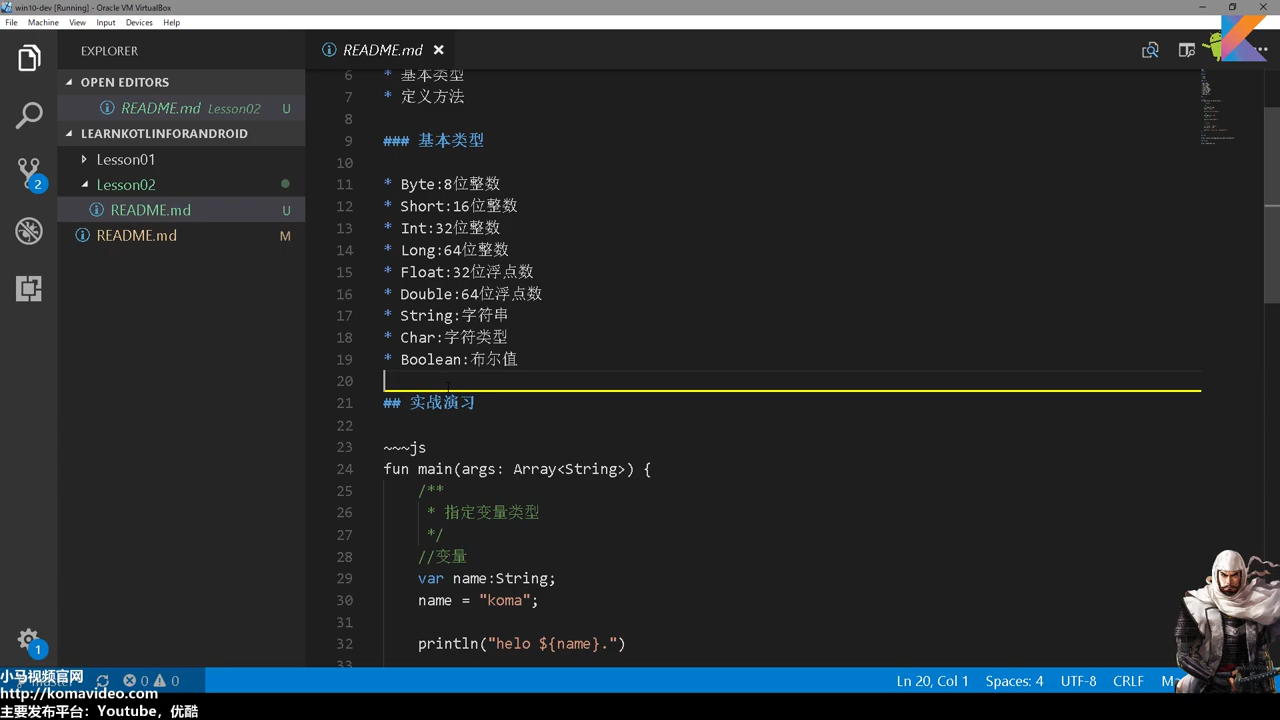 win10-dev [Running] - Oracle VM VirtualBox
File Machine View Input Devices Help
EXPLORER
README.md
OPEN EDITORS
README.md Lesson02 U
LEARNKOTLINFORANDROID
Lesson01
Lesson02
README.md U
README.md M
2
1
6 * 基本类型
7 * 定义方法
8
9 ### 基本类型
10
11 * Byte:8位整数
12 * Short:16位整数
13 * Int:32位整数
14 * Long:64位整数
15 * Float:32位浮点数
16 * Double:64位浮点数
17 * String:字符串
18 * Char:字符类型
19 * Boolean:布尔值
20
21 ## 实战演习
22
23 ~~~js
24 fun main(args: Array<String>) {
25 /**
26 * 指定变量类型
27 */
28 //变量
29 var name:String;
30 name = "koma";
31
32 println("helo ${name}.")
33
0 0
Ln 20, Col 1 Spaces: 4 UTF-8 CRLF
小马视频官网
http://komavideo.com
主要发布平台：Youtube，优酷